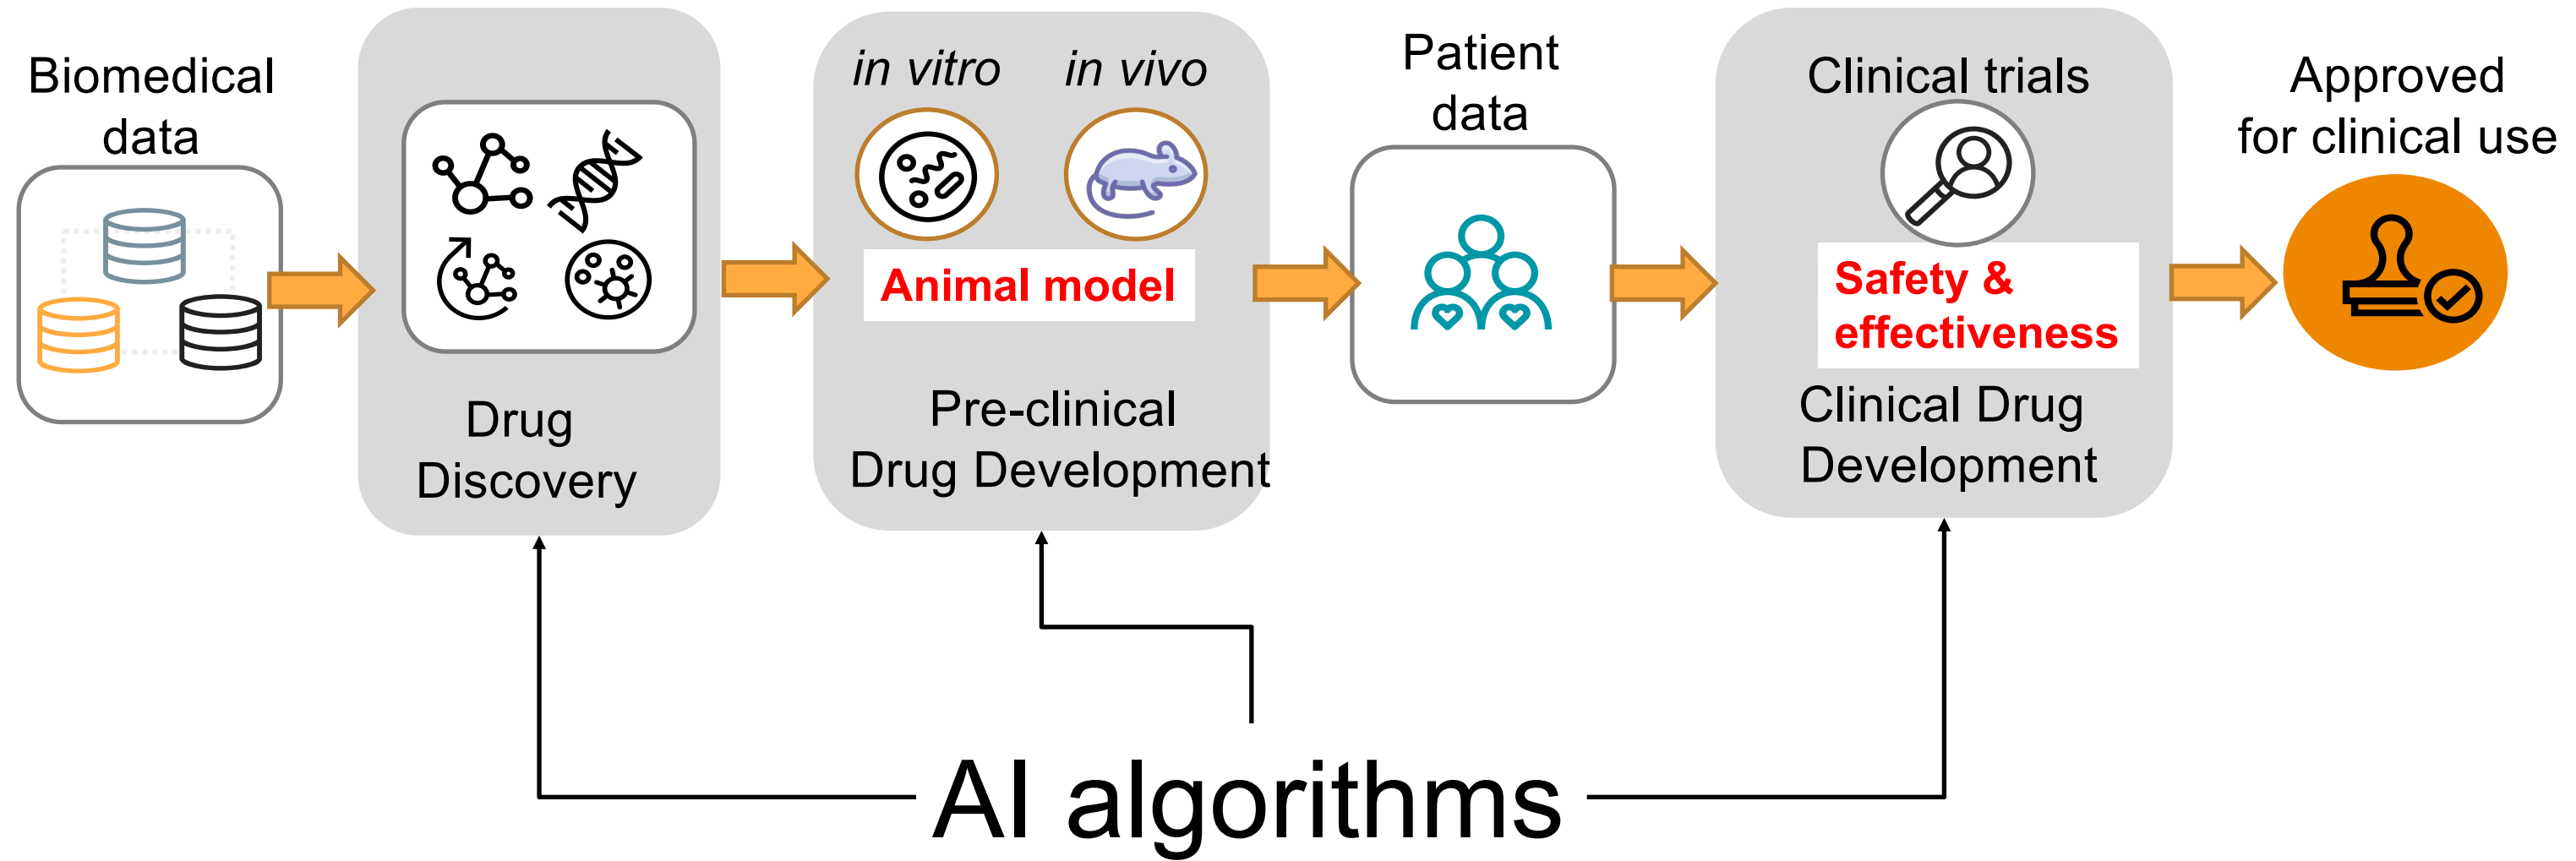 Biomedical
data
Drug
Discovery
in vitro
in vivo
Animal model
Pre-clinical
Drug Development
Patient
data
Clinical trials
Safety &
effectiveness
Clinical Drug
Development
Approved
for clinical use
AI algorithms